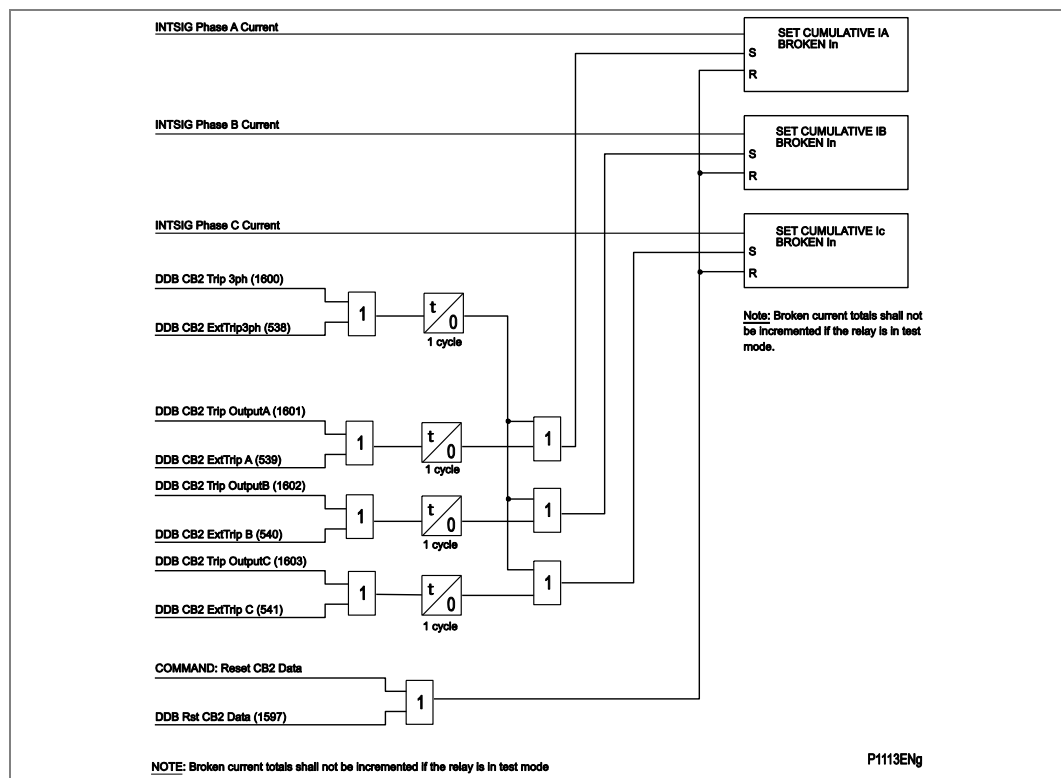 INTSIG Phase A Current
SET CUMULATIVE IA
BROKEN In
S
R
INTSIG Phase B Current
SET CUMULATIVE IB
BROKEN In
S
R
INTSIG Phase C Current
SET CUMULATIVE Ic
BROKEN In
S
R
Note: Broken current totals shall not
be incremented if the relay is in test
mode.
DDB CB2 Trip 3ph (1600)
1
t
0
DDB CB2 ExtTrip3ph (538)
1 cycle
DDB CB2 Trip OutputA (1601)
1
t
0
1
DDB CB2 ExtTrip A (539)
1 cycle
DDB CB2 Trip OutputB (1602)
1
t
0
1
DDB CB2 ExtTrip B (540)
1 cycle
DDB CB2 Trip OutputC (1603)
1
t
0
1
DDB CB2 ExtTrip C (541)
1 cycle
COMMAND: Reset CB2 Data
1
DDB Rst CB2 Data (1597)
NOTE: Broken current totals shall not be incremented if the relay is in test mode
P1113ENg